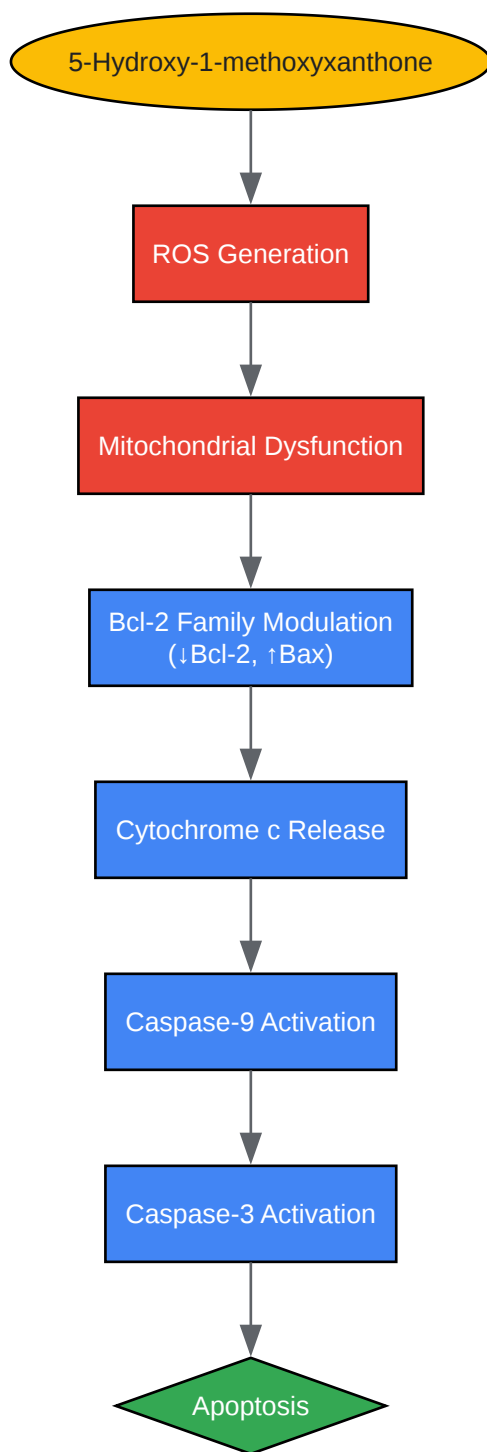 5-Hydroxy-1-methoxyxanthone
ROS Generation
Mitochondrial Dysfunction
Bcl-2 Family Modulation
(↓Bcl-2, ↑Bax)
Cytochrome c Release
Caspase-9 Activation
Caspase-3 Activation
Apoptosis